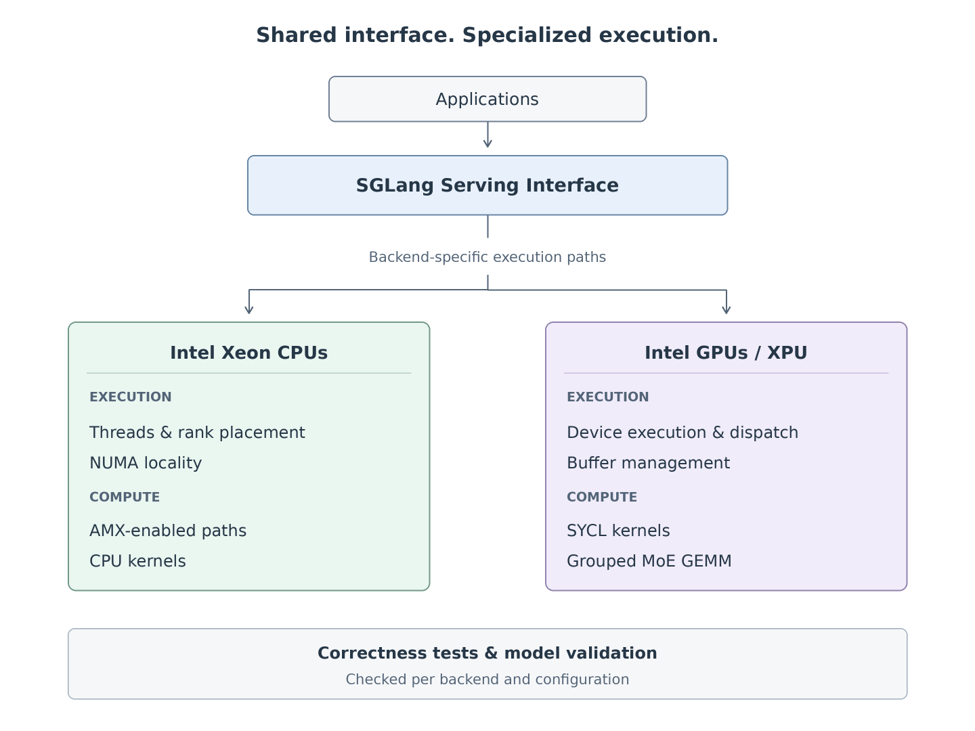 Shared interface. Specialized execution.
Applications
SGLang Serving Interface
Backend-specific execution paths
Intel Xeon CPUs
EXECUTION
Threads & rank placement
NUMA locality
COMPUTE
AMX-enabled paths
CPU kernels
Intel GPUs / XPU
EXECUTION
Device execution & dispatch
Buffer management
COMPUTE
SYCL kernels
Grouped MoE GEMM
Correctness tests & model validation
Checked per backend and configuration